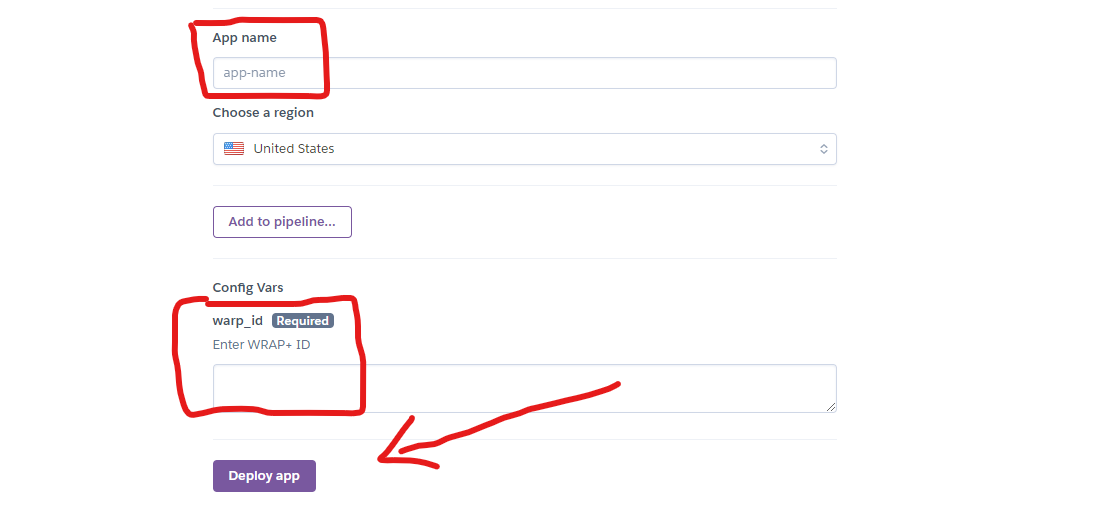 App name
app-name
Choose a region
United States
Add to pipeline...
Config Vars
warp_id Required
Enter WRAP+ ID
Deploy app